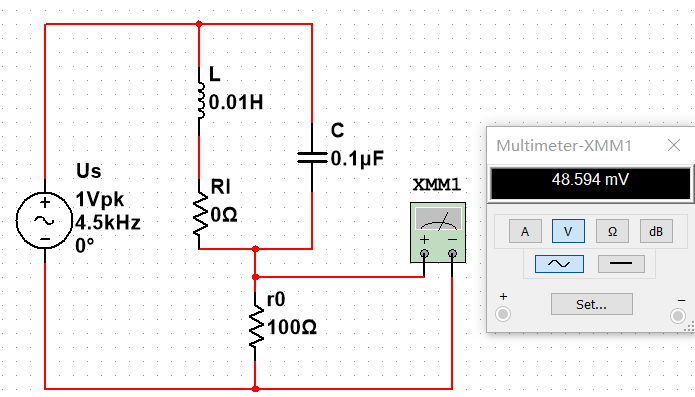 L
0.01H
C
0.1µF
Us
1Vpk
4.5kHz
0°
Rl
0Ω
XMM1
r0
100Ω
Multimeter-XMM1
48.594 mV
A
V
Ω
dB
+
Set...
−